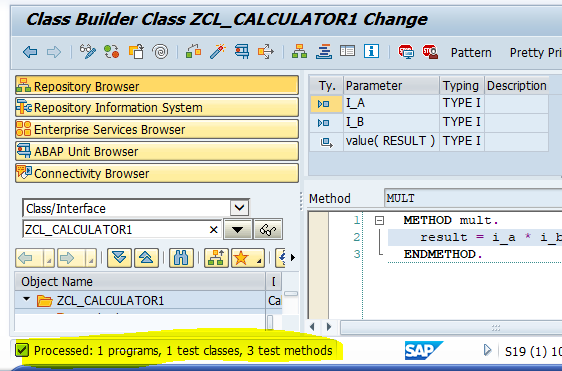 Class Builder Class ZCL_CALCULATOR1 Change
Pattern Pretty Pri
Repository Browser
Repository Information System
Enterprise Services Browser
ABAP Unit Browser
Connectivity Browser
Ty. Parameter Typing Description
I_A TYPE I
I_B TYPE I
value( RESULT ) TYPE I
Class/Interface
ZCL_CALCULATOR1
Method MULT
1 METHOD mult.
2 result = i_a * i_b
3 ENDMETHOD.
Object Name
ZCL_CALCULATOR1 Ca
Processed: 1 programs, 1 test classes, 3 test methods
SAP
S19 (1) 10